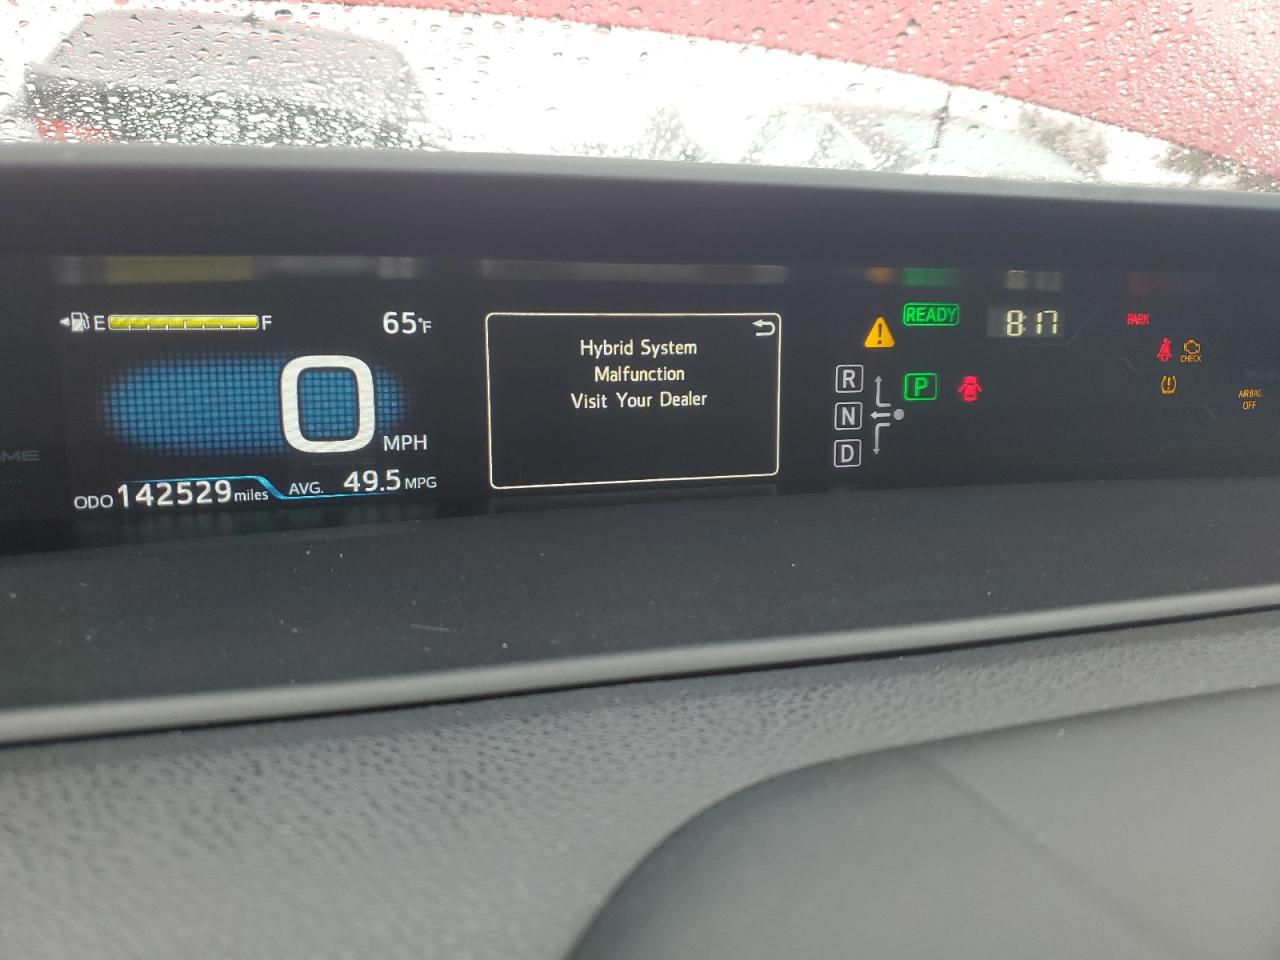 E F 65°F
0 MPH
ODO 142529 miles AVG. 49.5 MPG
Hybrid System
Malfunction
Visit Your Dealer
READY
8:17
R
N
D
P
PARK
CHECK
AIRBAG
OFF